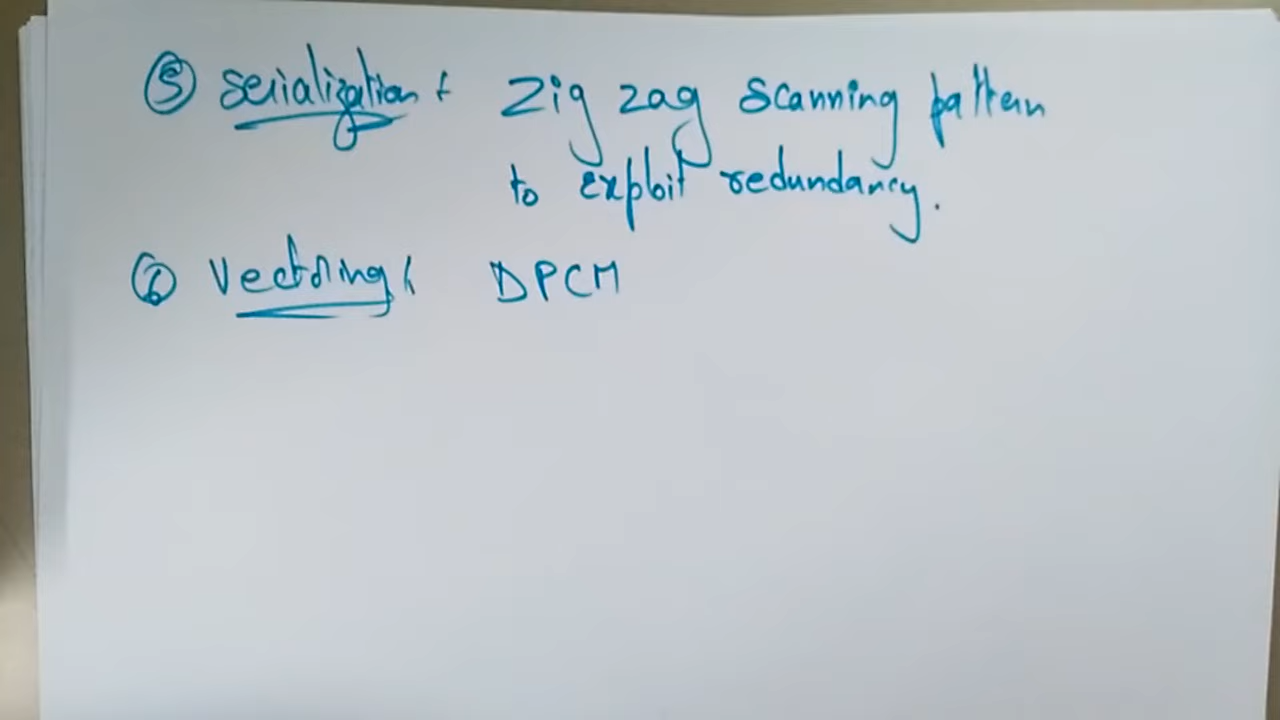 ⑤ serialization : Zig zag scanning pattern
to exploit redundancy.
⑥ Vectoring : DPCM